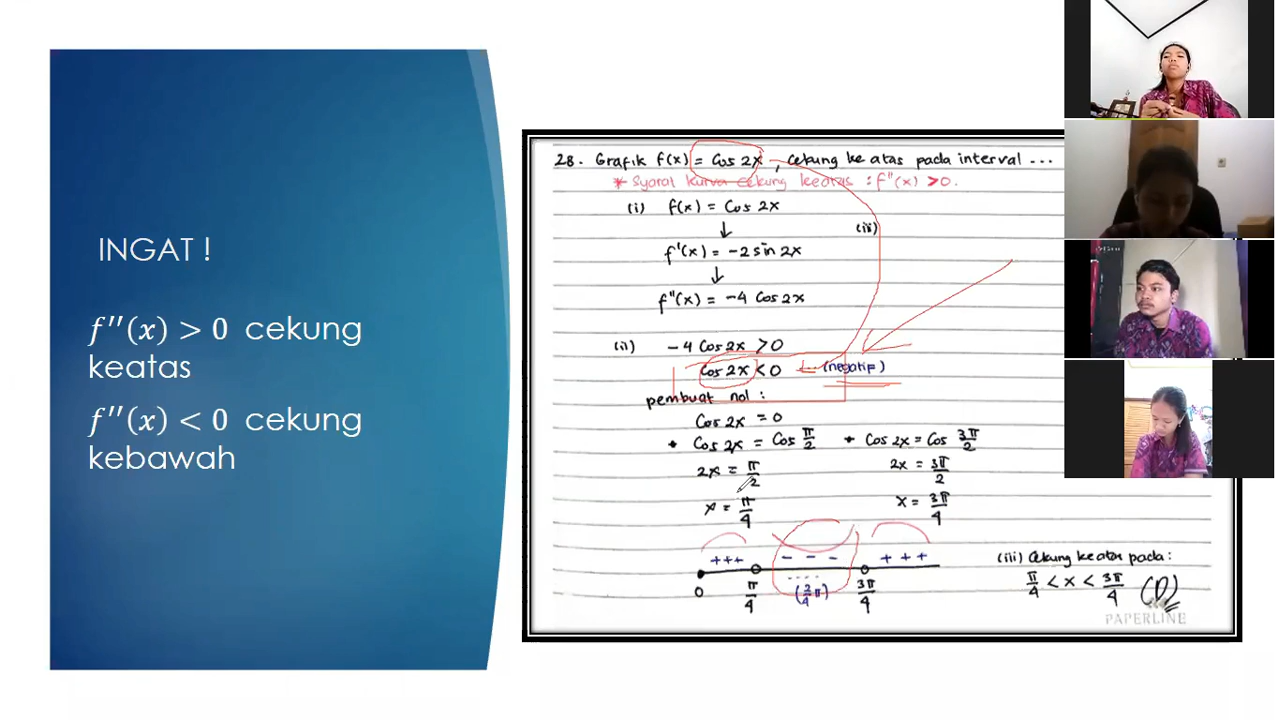 INGAT !
f''(x) > 0 cekung
keatas
f''(x) < 0 cekung
kebawah
28. Grafik f(x) = Cos 2x , Cekung ke atas pada interval ...
* Syarat kurva cekung keatas : f''(x) > 0.
(i) f(x) = Cos 2x
(iii)
↓
f'(x) = -2 sin 2x
↓
f''(x) = -4 Cos 2x
(ii) -4 Cos 2x > 0
Cos 2x < 0 (negatif)
pembuat nol :
Cos 2x = 0
* Cos 2x = Cos π/2 * Cos 2x = Cos 3π/2
2x = π/2 2x = 3π/2
x = π/4 x = 3π/4
+++ - - - + + +
0 π/4 (2/4 π) 3π/4
(iii) Cekung ke atas pada :
π/4 < x < 3π/4 (D)
PAPERLINE